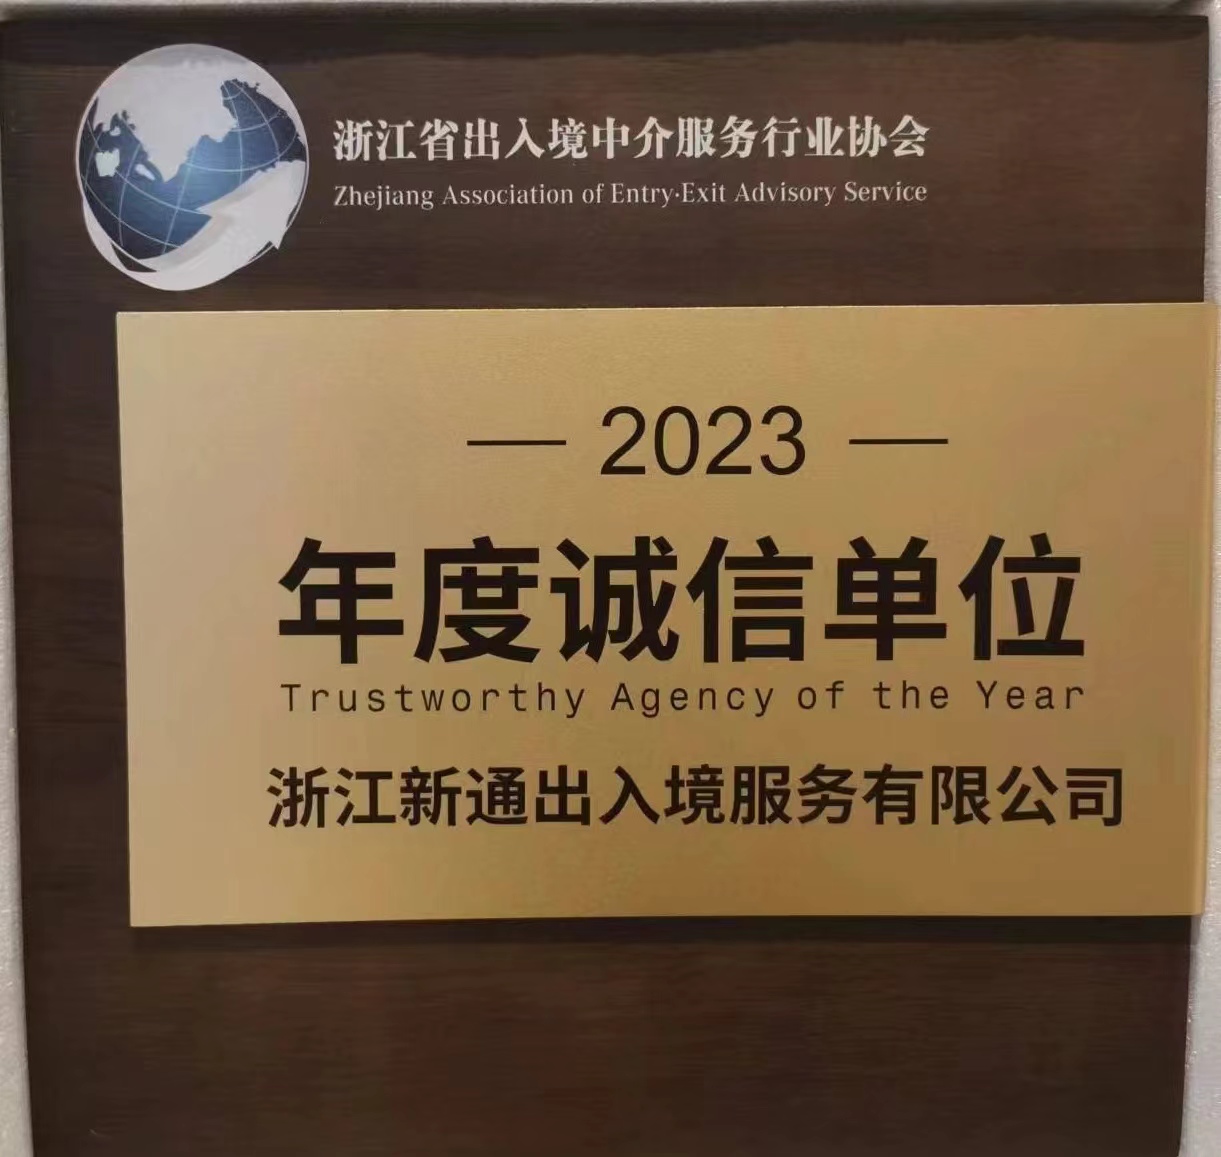 浙江省出入境中介服务行业协会
Zhejiang Association of Entry·Exit Advisory Service
— 2023 —
年度诚信单位
Trustworthy Agency of the Year
浙江新通出入境服务有限公司